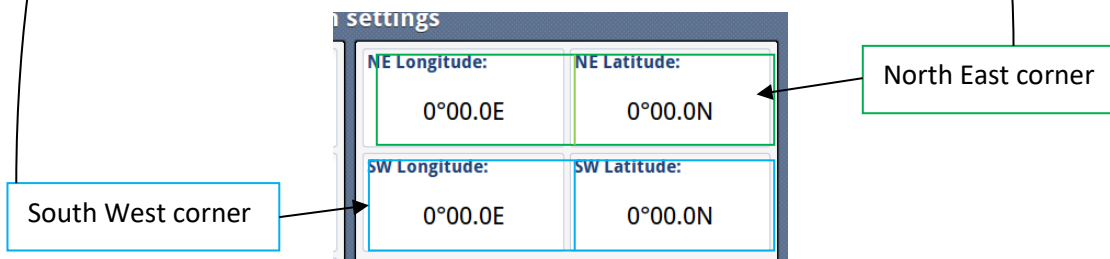 settings
NE Longitude: NE Latitude:
North East corner
0°00.0E 0°00.0N
SW Longitude: SW Latitude:
South West corner
0°00.0E 0°00.0N